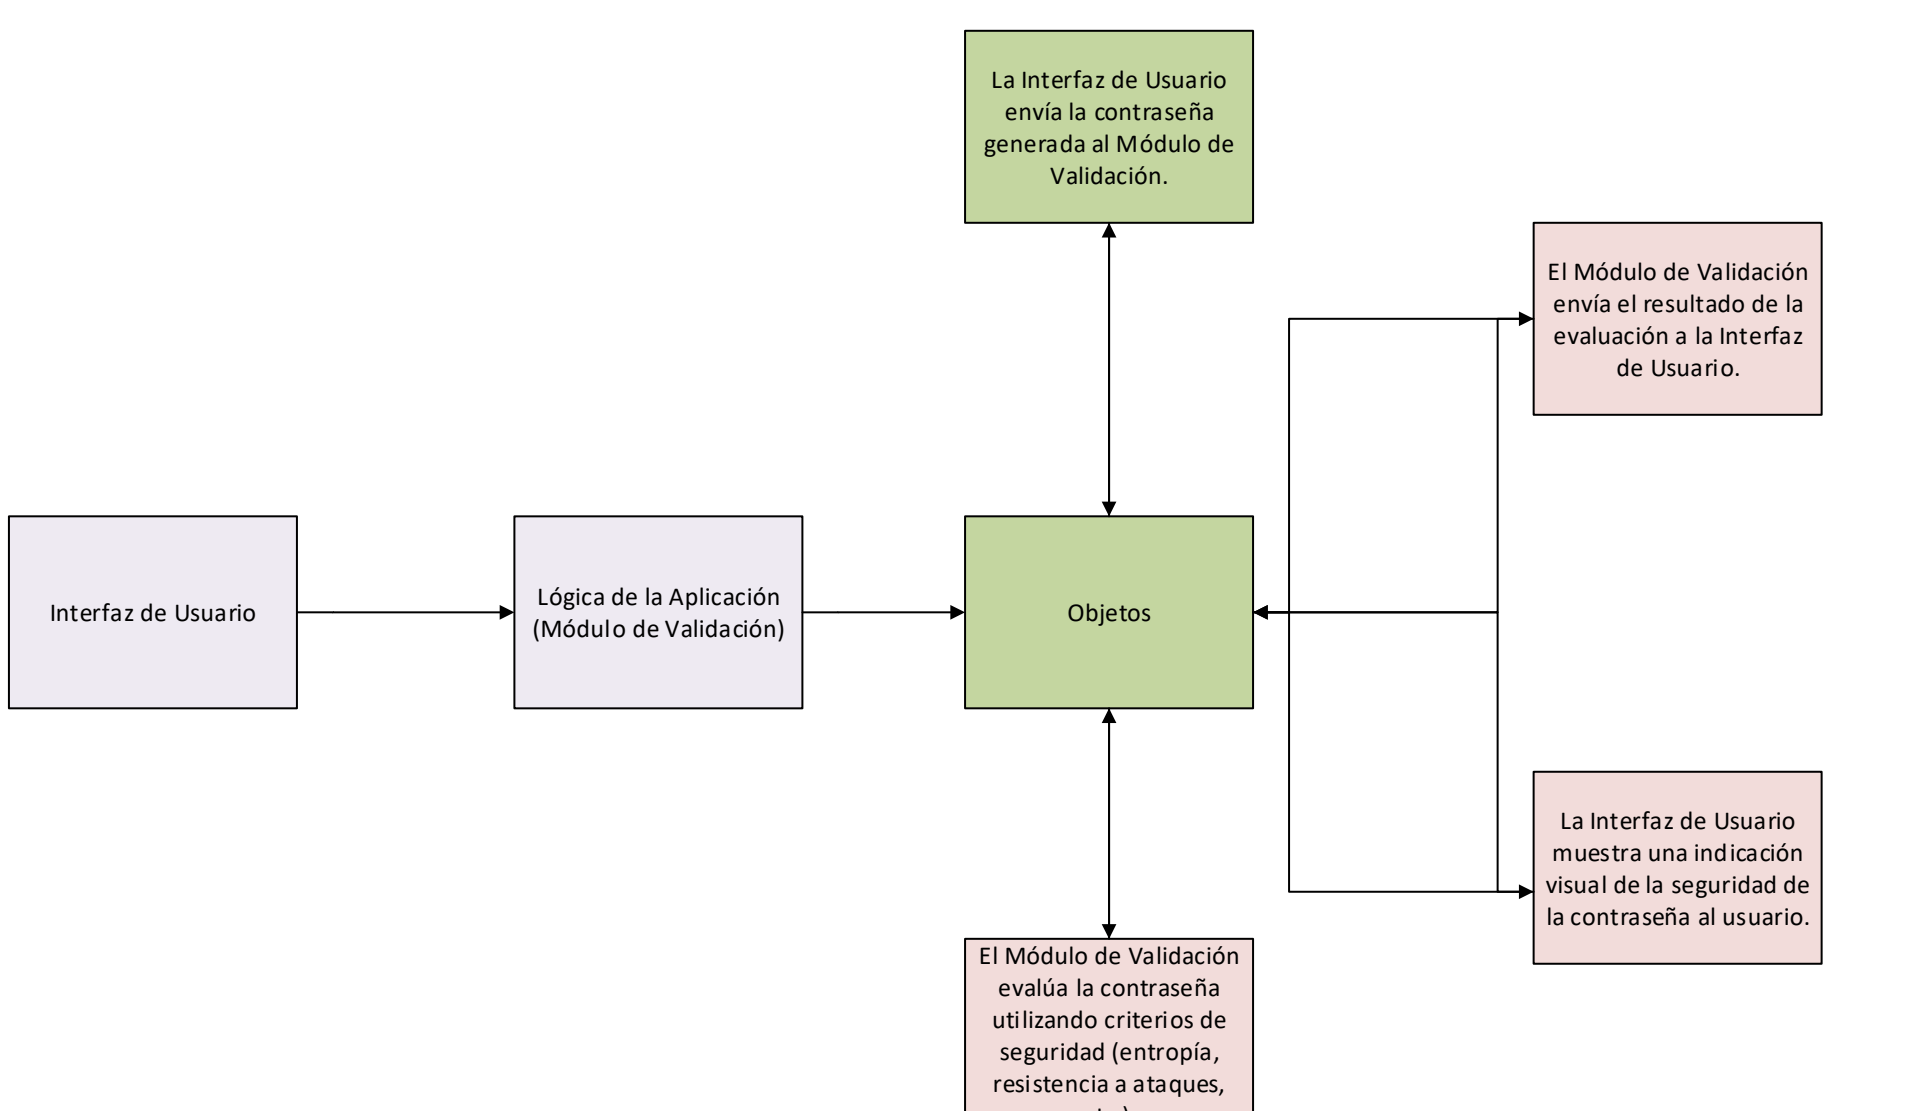 La Interfaz de Usuario
envía la contraseña
generada al Módulo de
Validación.
El Módulo de Validación
envía el resultado de la
evaluación a la Interfaz
de Usuario.
Interfaz de Usuario
Lógica de la Aplicación
(Módulo de Validación)
Objetos
La Interfaz de Usuario
muestra una indicación
visual de la seguridad de
la contraseña al usuario.
El Módulo de Validación
evalúa la contraseña
utilizando criterios de
seguridad (entropía,
resistencia a ataques,